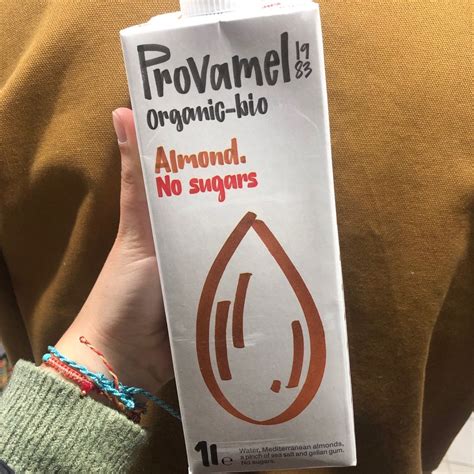 Provamel 19 83
organic-bio
Almond.
No sugars
1l e
Water, Mediterranean almonds,
a pinch of sea salt and gellan gum.
No sugars.